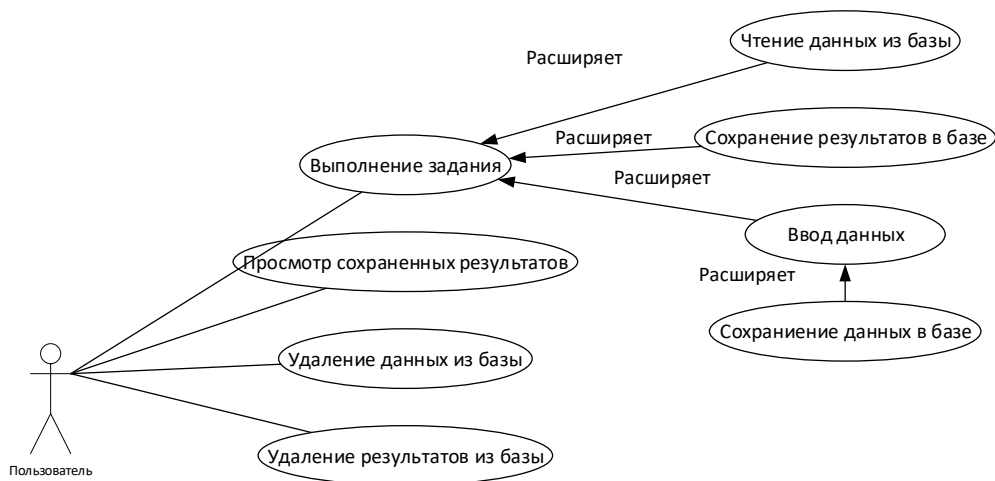 Чтение данных из базы
Расширяет
Сохранение результатов в базе
Расширяет
Выполнение задания
Расширяет
Ввод данных
Просмотр сохраненных результатов
Расширяет
Сохраниение данных в базе
Удаление данных из базы
Удаление результатов из базы
Пользователь